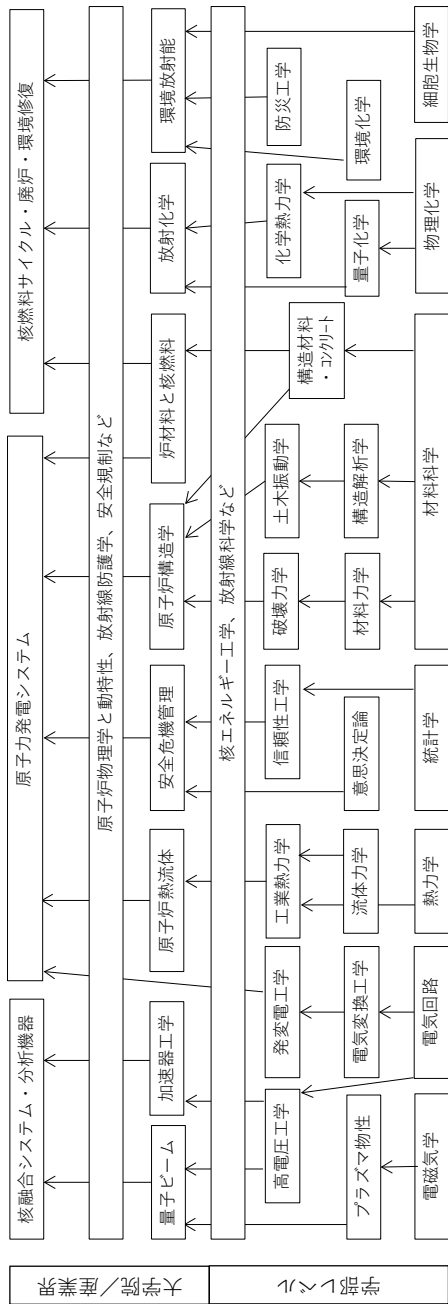 核融合システム・分析機器
原子力発電システム
核燃料サイクル・廃炉・環境修復
大学院／産業界
原子炉物理学と動特性、放射線防護学、安全規制など
量子ビーム
加速器工学
原子炉熱流体
安全危機管理
原子炉構造学
炉材料と核燃料
放射化学
環境放射能
学部レベル
核エネルギー工学、放射線科学など
高電圧工学
発変電工学
工業熱力学
信頼性工学
破壊力学
土木振動学
構造材料
・コンクリート
化学熱力学
防災工学
プラズマ物性
電気変換工学
流体力学
意思決定論
材料力学
構造解析学
量子化学
環境化学
電磁気学
電気回路
熱力学
統計学
材料科学
物理化学
細胞生物学